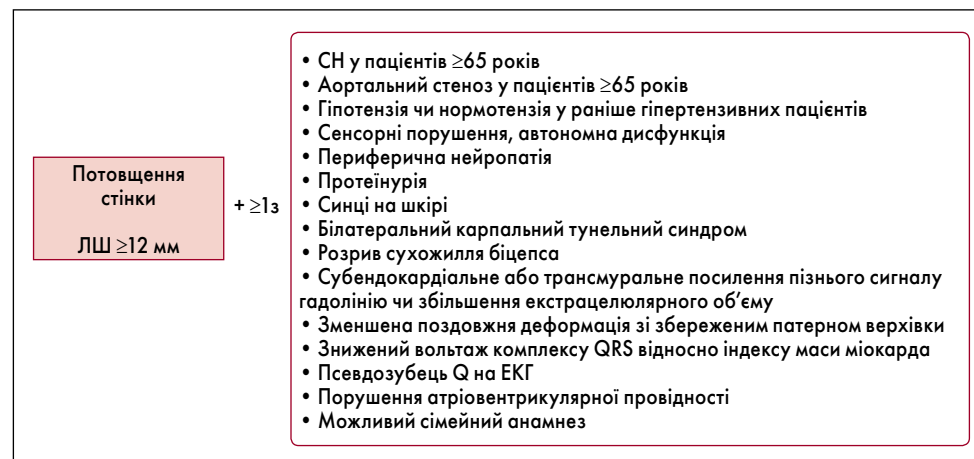 Потовщення
стінки
ЛШ ≥12 мм
+ ≥1з
• СН у пацієнтів ≥65 років
• Аортальний стеноз у пацієнтів ≥65 років
• Гіпотензія чи нормотензія у раніше гіпертензивних пацієнтів
• Сенсорні порушення, автономна дисфункція
• Периферична нейропатія
• Протеїнурія
• Синці на шкірі
• Білатеральний карпальний тунельний синдром
• Розрив сухожилля біцепса
• Субендокардіальне або трансмуральне посилення пізнього сигналу
гадолінію чи збільшення екстрацелюлярного об’єму
• Зменшена поздовжня деформація зі збереженим патерном верхівки
• Знижений вольтаж комплексу QRS відносно індексу маси міокарда
• Псевдозубець Q на ЕКГ
• Порушення атріовентрикулярної провідності
• Можливий сімейний анамнез